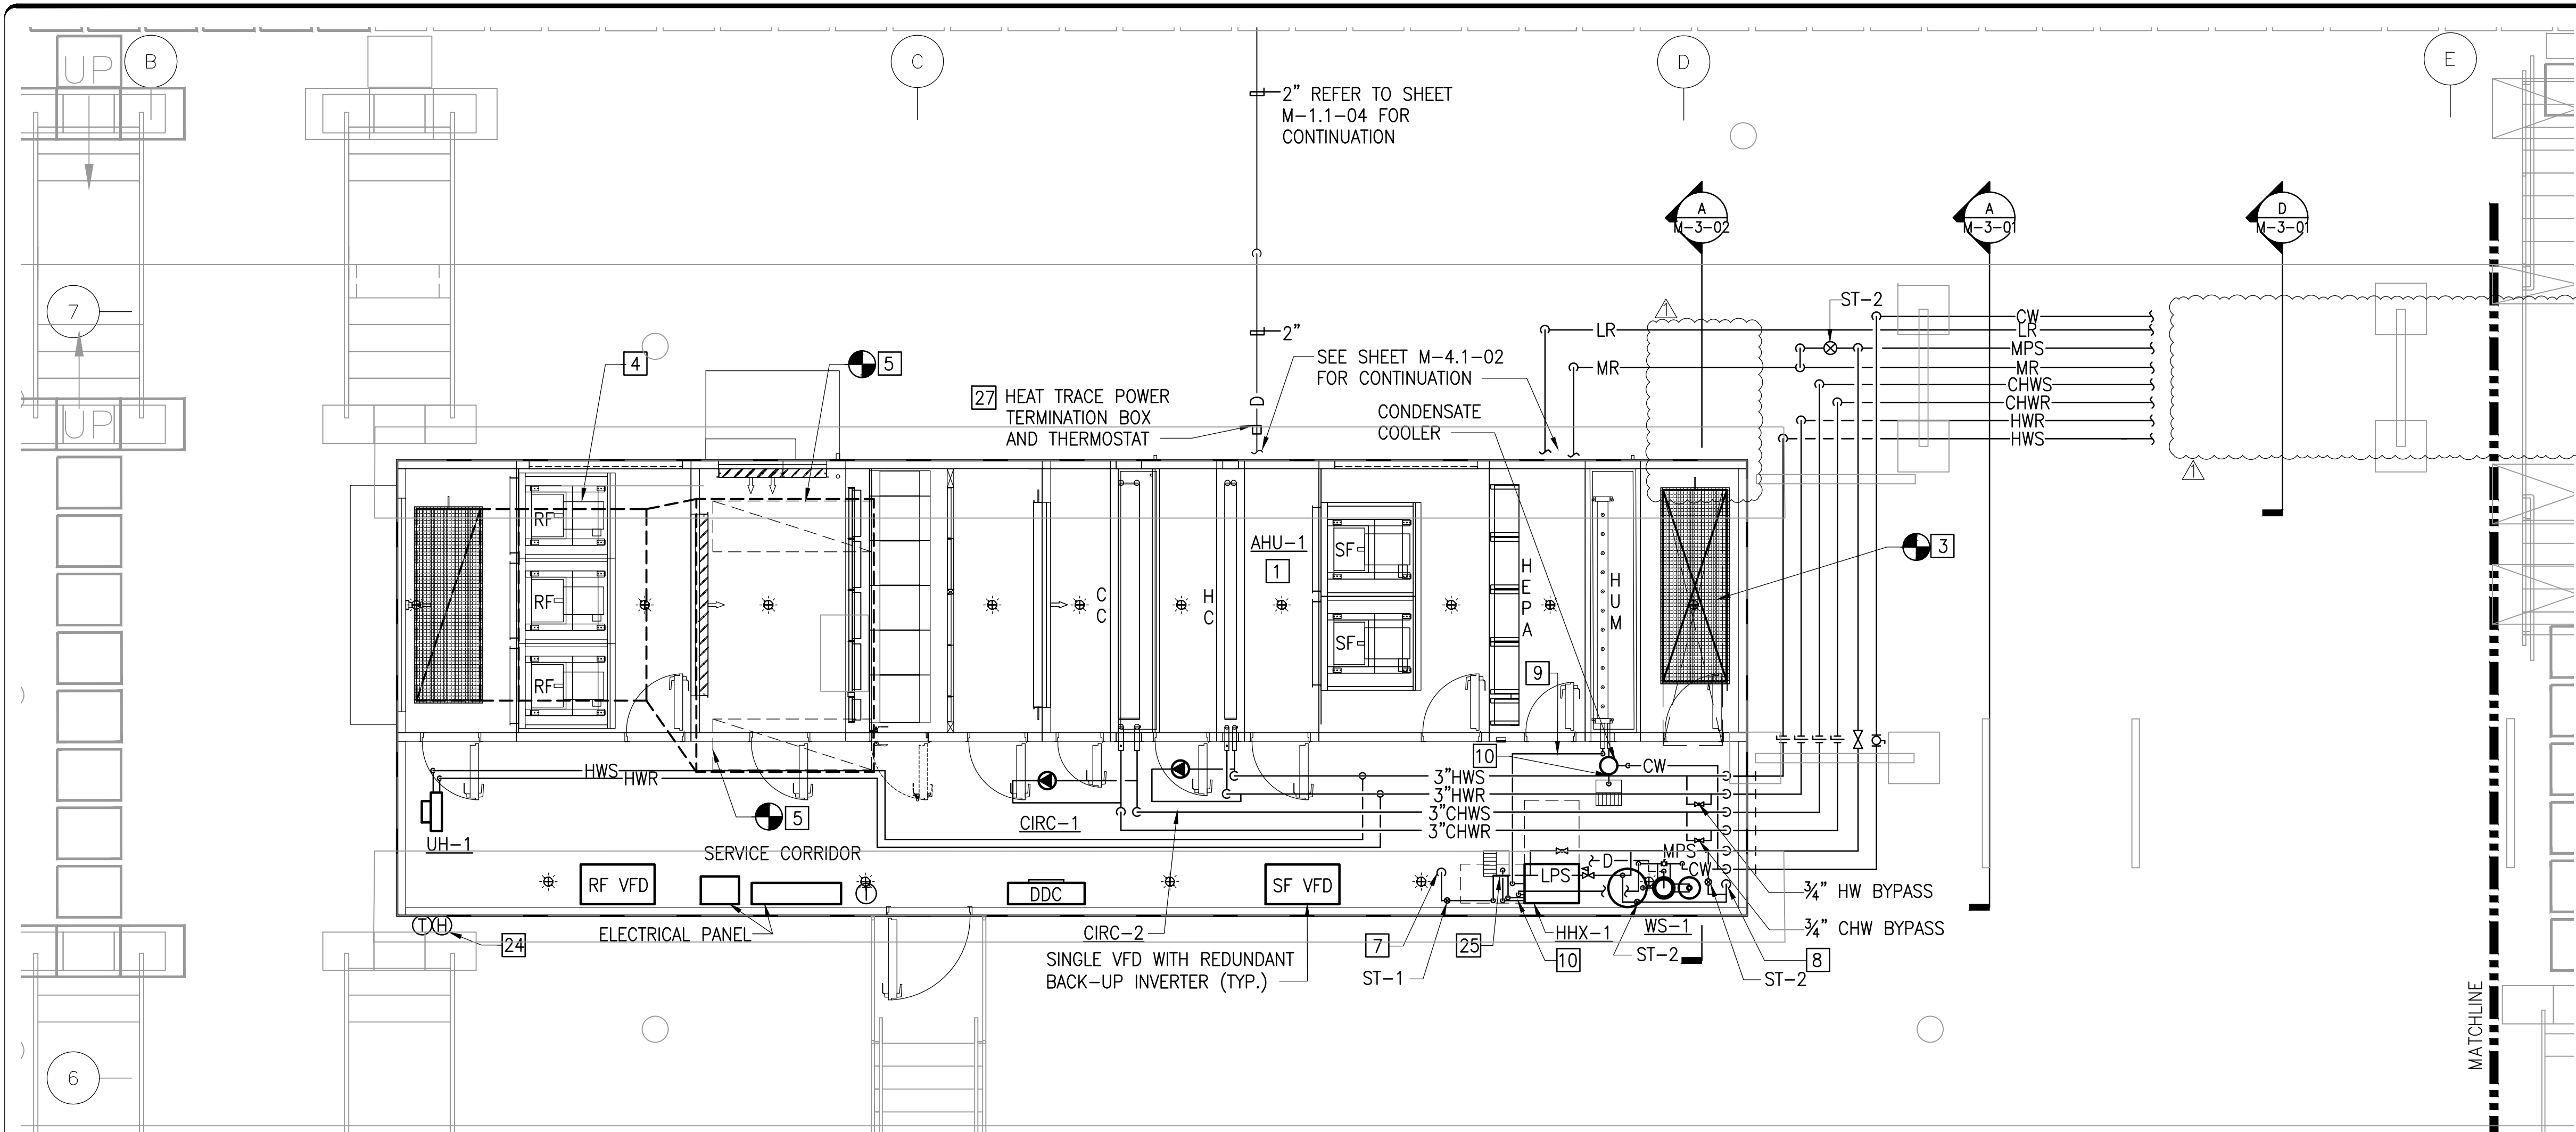 UP
B
C
D
E
2" REFER TO SHEET
M-1.1-04 FOR
CONTINUATION
A
M-3-02
A
M-3-01
D
M-3-01
7
ST-2
1
CW
LR
LR
MPS
MR
MR
CHWS
CHWR
HWR
HWS
1
2"
4
5
SEE SHEET M-4.1-02
FOR CONTINUATION
27 HEAT TRACE POWER
TERMINATION BOX
AND THERMOSTAT
D
CONDENSATE
COOLER
UP
RF
RF
RF
CC
HC
AHU-1
1
SF
SF
HEPA
HUM
3
9
10
CW
HWS
HWR
3"HWS
3"HWR
3"CHWS
3"CHWR
5
CIRC-1
UH-1
SERVICE CORRIDOR
MPS
D
CW
RF VFD
T
DDC
SF VFD
LPS
3/4" HW BYPASS
T H
24
ELECTRICAL PANEL
CIRC-2
7
25
HHX-1
WS-1
3/4" CHW BYPASS
SINGLE VFD WITH REDUNDANT
BACK-UP INVERTER (TYP.)
10
ST-2
8
ST-1
ST-2
MATCHLINE
6